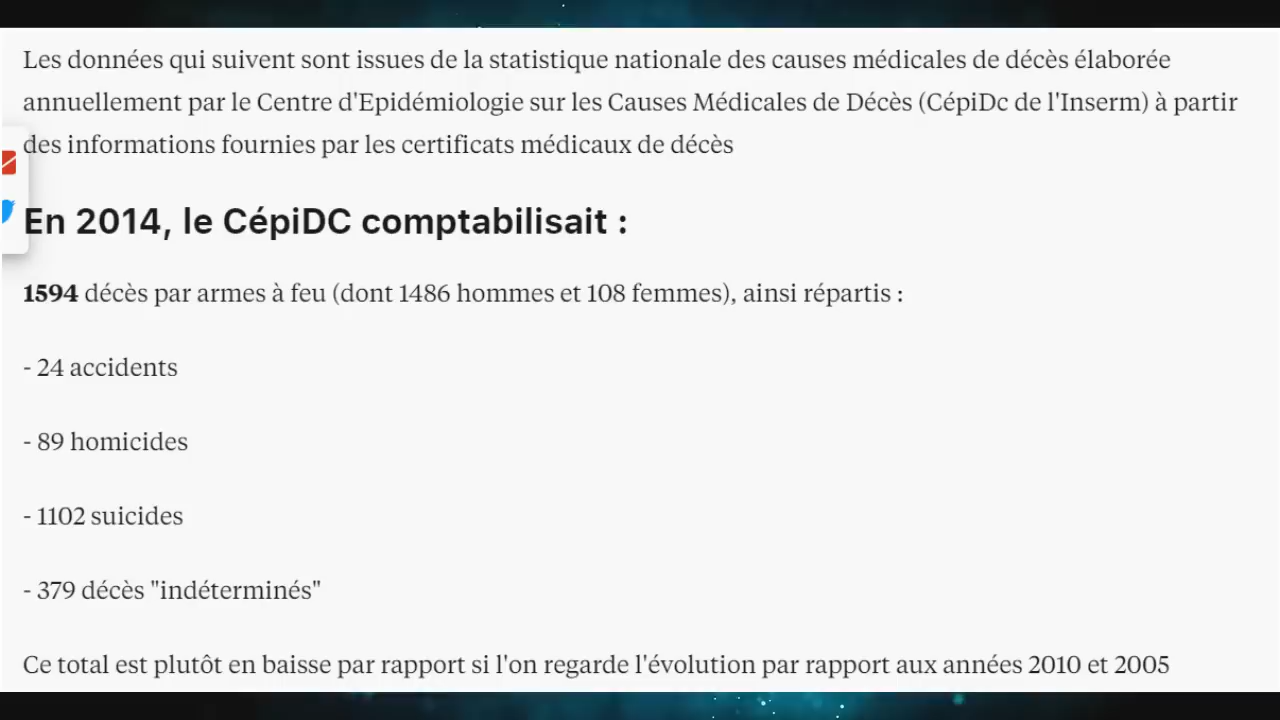 Les données qui suivent sont issues de la statistique nationale des causes médicales de décès élaborée
annuellement par le Centre d'Epidémiologie sur les Causes Médicales de Décès (CépiDc de l'Inserm) à partir
des informations fournies par les certificats médicaux de décès
En 2014, le CépiDC comptabilisait :
1594 décès par armes à feu (dont 1486 hommes et 108 femmes), ainsi répartis :
- 24 accidents
- 89 homicides
- 1102 suicides
- 379 décès "indéterminés"
Ce total est plutôt en baisse par rapport si l'on regarde l'évolution par rapport aux années 2010 et 2005